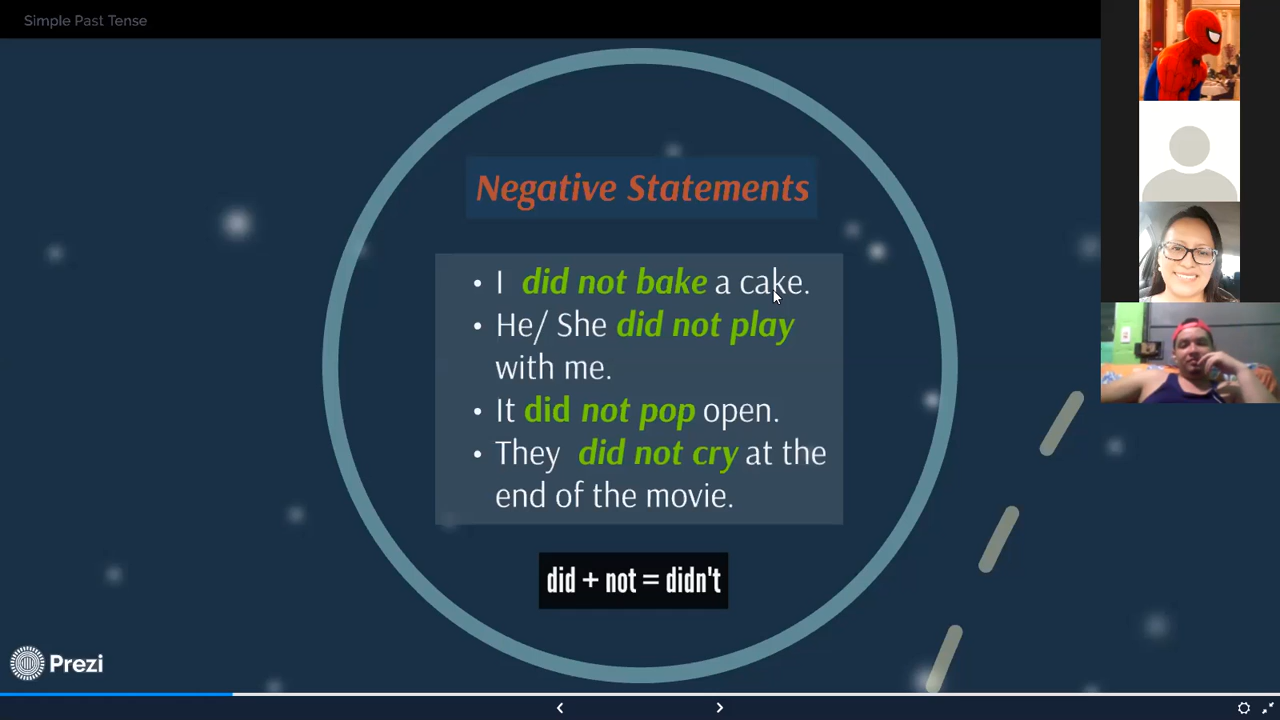 Simple Past Tense
Negative Statements
• I did not bake a cake.
• He/ She did not play
with me.
• It did not pop open.
• They did not cry at the
end of the movie.
did + not = didn't
Prezi